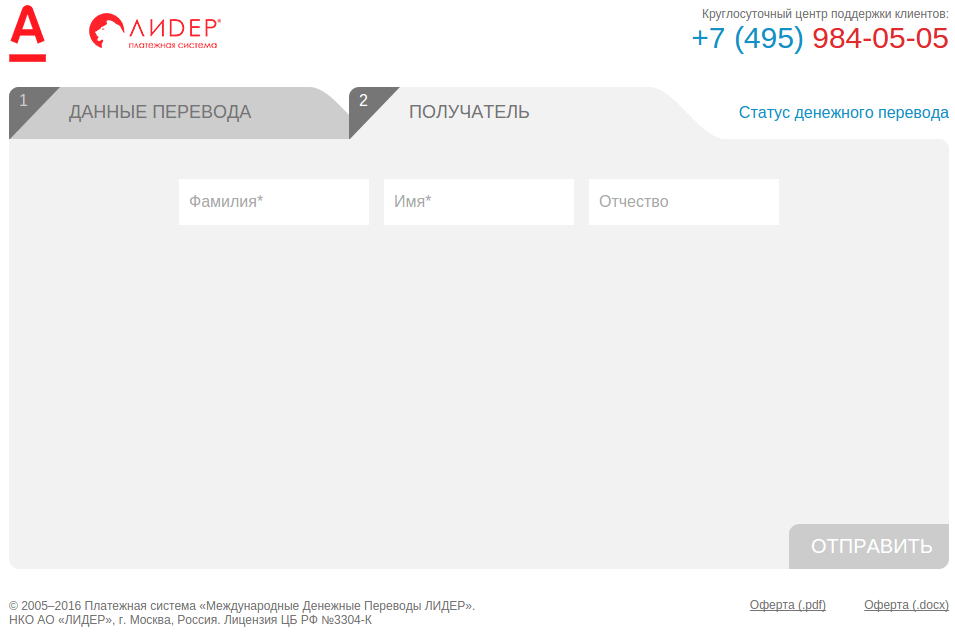 А
ЛИДЕР®
платежная система
Круглосуточный центр поддержки клиентов:
+7 (495) 984-05-05
1 ДАННЫЕ ПЕРЕВОДА
2 ПОЛУЧАТЕЛЬ
Статус денежного перевода
Фамилия* Имя* Отчество
ОТПРАВИТЬ
© 2005–2016 Платежная система «Международные Денежные Переводы ЛИДЕР».
НКО АО «ЛИДЕР», г. Москва, Россия. Лицензия ЦБ РФ №3304-К
Оферта (.pdf) Оферта (.docx)